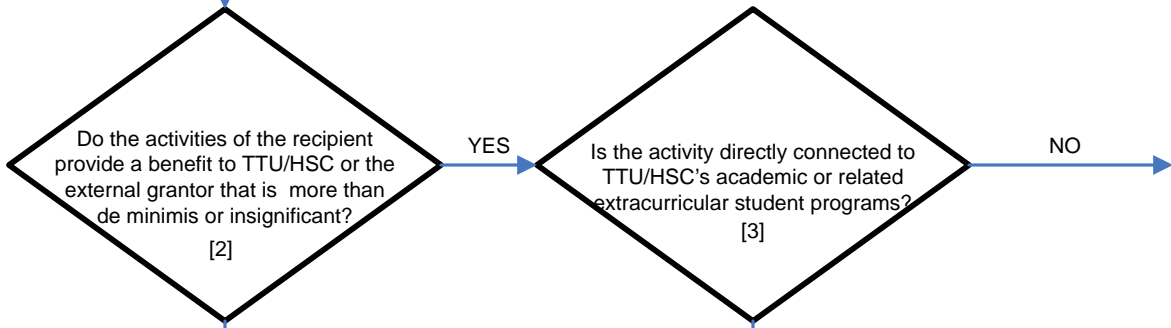 Do the activities of the recipient
provide a benefit to TTU/HSC or the
external grantor that is more than
de minimis or insignificant?
[2]
YES
Is the activity directly connected to
TTU/HSC's academic or related
extracurricular student programs?
[3]
NO